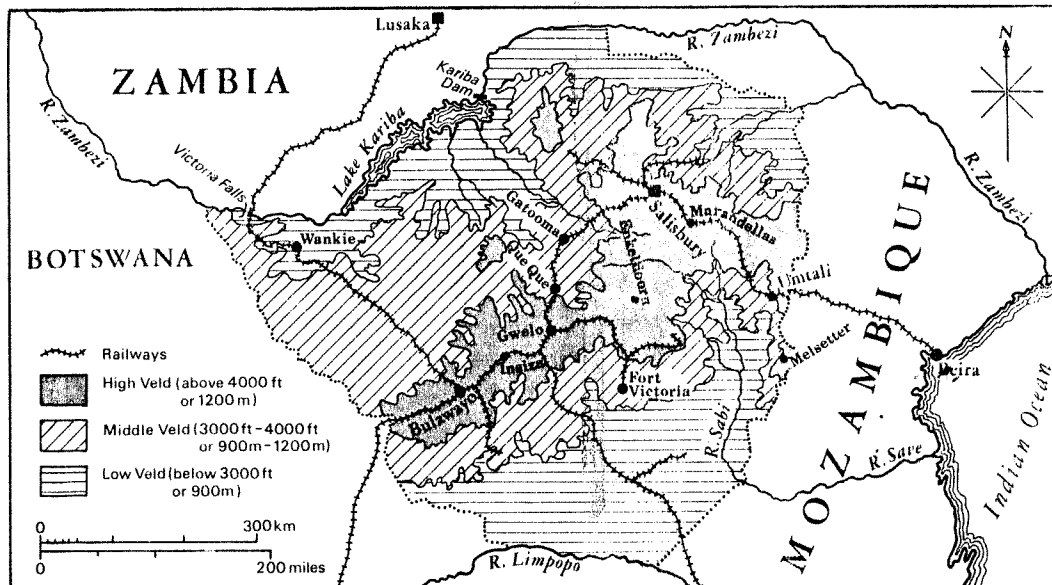 Lusaka
ZAMBIA
R. Zambezi
N
R. Zambezi
Kariba
Dam
Lake Kariba
Victoria Falls
R. Zambezi
Wankie
BOTSWANA
Gatooma
Salisbury
Marandellas
Que Que
Umtali
MOZAMBIQUE
Gwelo
Melsetter
Beira
Fort
Victoria
Bulawayo
R. Sabi
R. Save
Indian Ocean
R. Limpopo
Railways
High Veld (above 4000 ft
or 1200 m)
Middle Veld (3000 ft – 4000 ft
or 900m – 1200 m)
Low Veld (below 3000 ft
or 900m)
0 300 km
0 200 miles